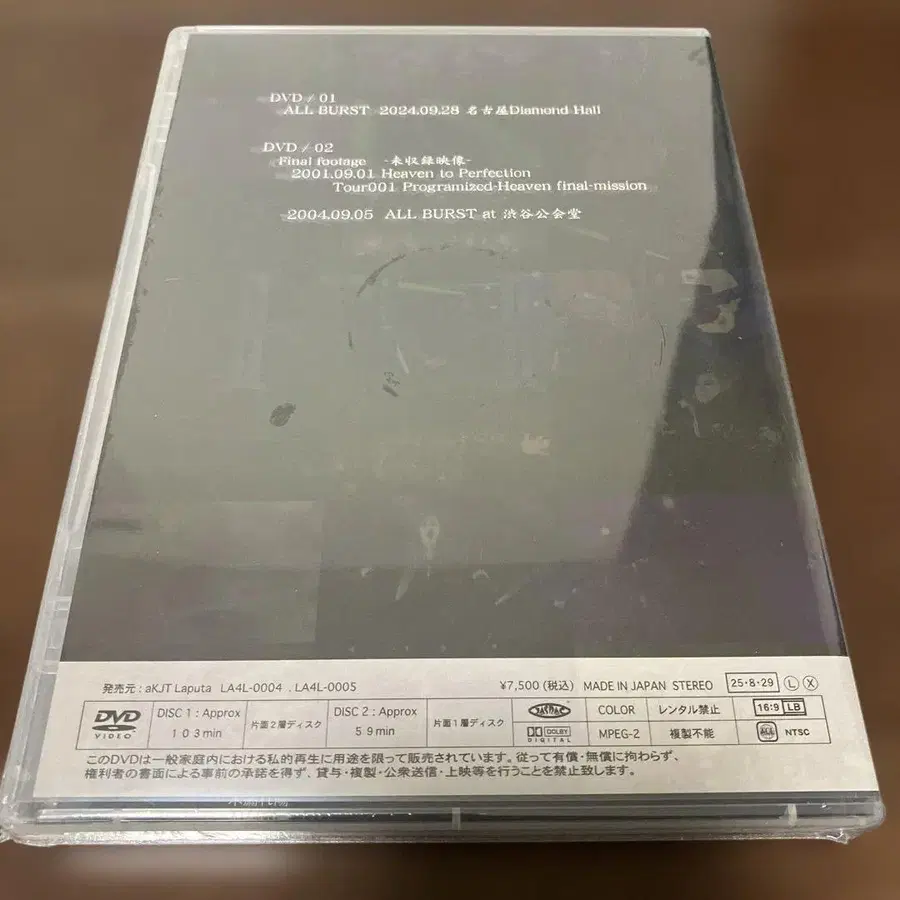 DVD / 01
ALL BURST 2024.09.28 名古屋Diamond Hall
DVD / 02
Final footage -未収録映像-
2001.09.01 Heaven to Perfection
Tour001 Programized-Heaven final-mission
2004.09.05 ALL BURST at 渋谷公会堂
発売元:aKJT Laputa LA4L-0004 . LA4L-0005 ¥7,500 (税込) MADE IN JAPAN STEREO 25・8・29 L X
DVD VIDEO DISC 1 : Approx 103min 片面2層ディスク DISC 2 : Approx 59min 片面1層ディスク JASRAC COLOR レンタル禁止 16:9 LB
DOLBY DIGITAL MPEG-2 複製不能 ALL NTSC
このDVDは一般家庭内における私的再生に用途を限って販売されています。従って有償・無償に拘わらず、
権利者の書面による事前の承諾を得ず、貸与・複製・公衆送信・上映等を行うことを禁止致します。